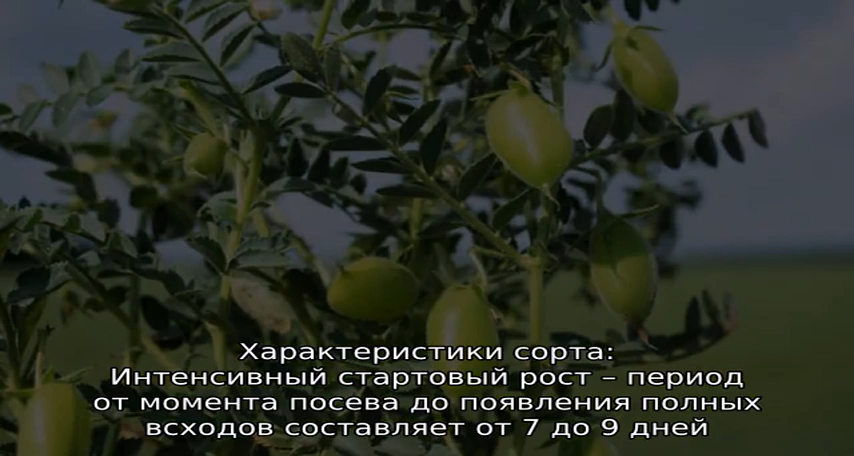 Характеристики сорта:
Интенсивный стартовый рост – период
от момента посева до появления полных
всходов составляет от 7 до 9 дней